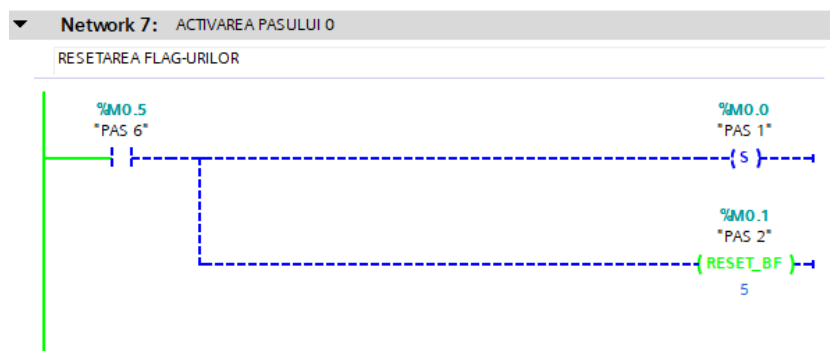 Network 7: ACTIVAREA PASULUI 0
RESETAREA FLAG-URILOR
%M0.5
"PAS 6"
%M0.0
"PAS 1"
S
%M0.1
"PAS 2"
RESET_BF
5